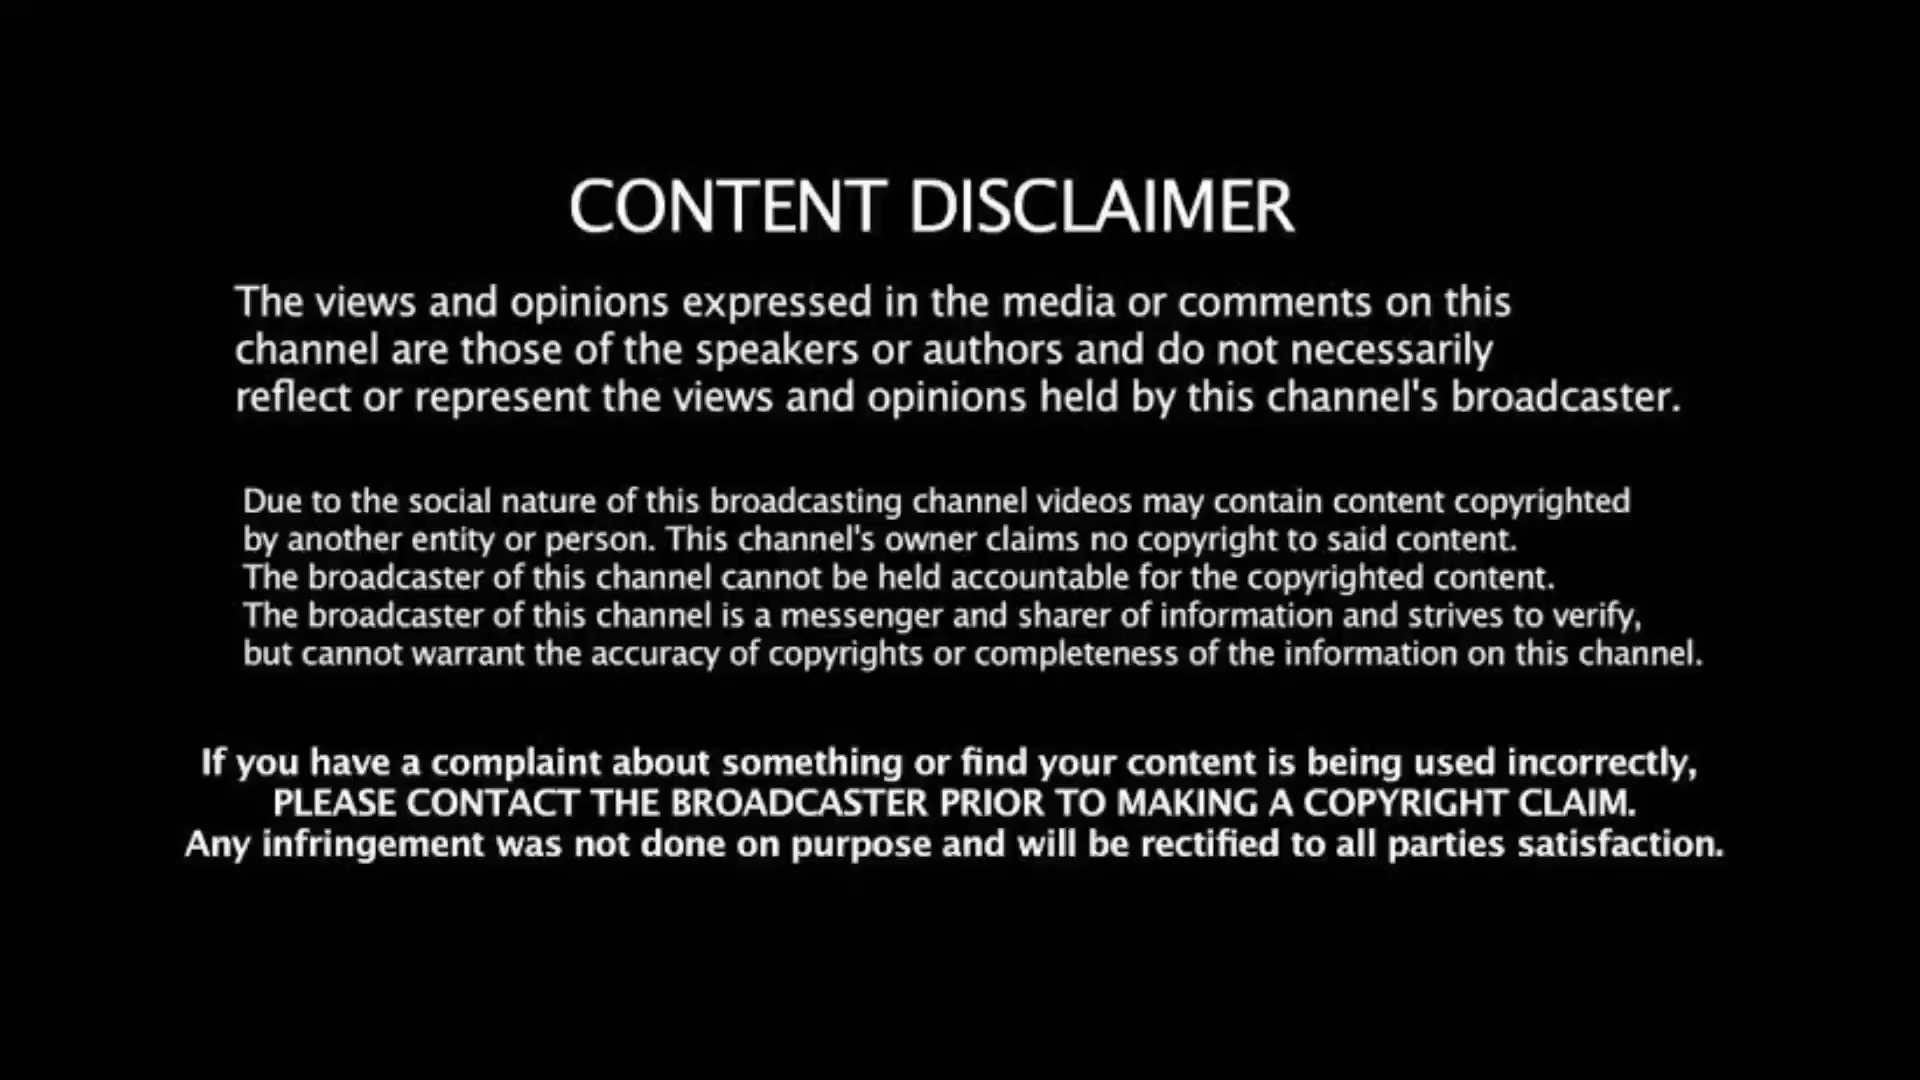 CONTENT DISCLAIMER
The views and opinions expressed in the media or comments on this
channel are those of the speakers or authors and do not necessarily
reflect or represent the views and opinions held by this channel's broadcaster.
Due to the social nature of this broadcasting channel videos may contain content copyrighted
by another entity or person. This channel's owner claims no copyright to said content.
The broadcaster of this channel cannot be held accountable for the copyrighted content.
The broadcaster of this channel is a messenger and sharer of information and strives to verify,
but cannot warrant the accuracy of copyrights or completeness of the information on this channel.
If you have a complaint about something or find your content is being used incorrectly,
PLEASE CONTACT THE BROADCASTER PRIOR TO MAKING A COPYRIGHT CLAIM.
Any infringement was not done on purpose and will be rectified to all parties satisfaction.